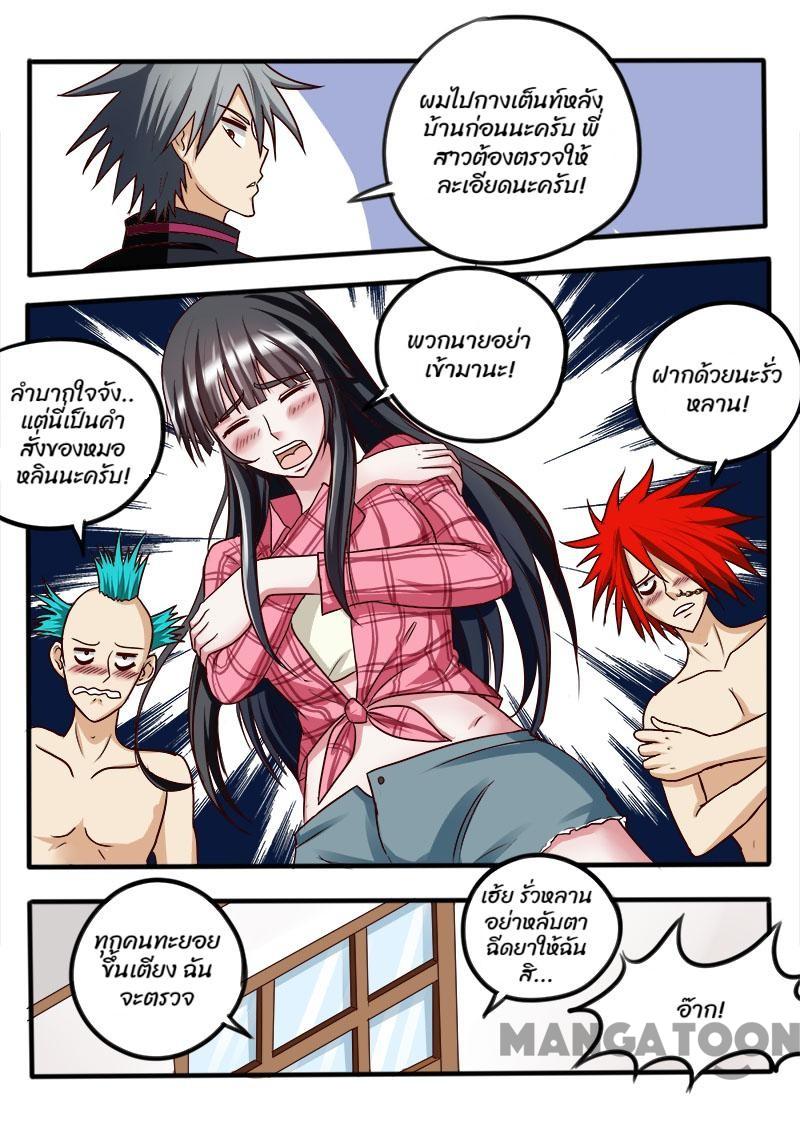 ผมไปกางเต็นท์หลัง
บ้านก่อนนะครับ พี่
สาวต้องตรวจให้
ละเอียดนะครับ!
พวกนายอย่า
เข้ามานะ!
ลำบากใจจัง..
แต่นี่เป็นคำ
สั่งของหมอ
หลินนะครับ!
ฝากด้วยนะรั่ว
หลาน!
ทุกคนทะยอย
ขึ้นเตียง ฉัน
จะตรวจ
เฮ้ย รั่วหลาน
อย่าหลับตา
ฉีดยาให้ฉัน
สิ...
อ๊าก!
MANGATOON